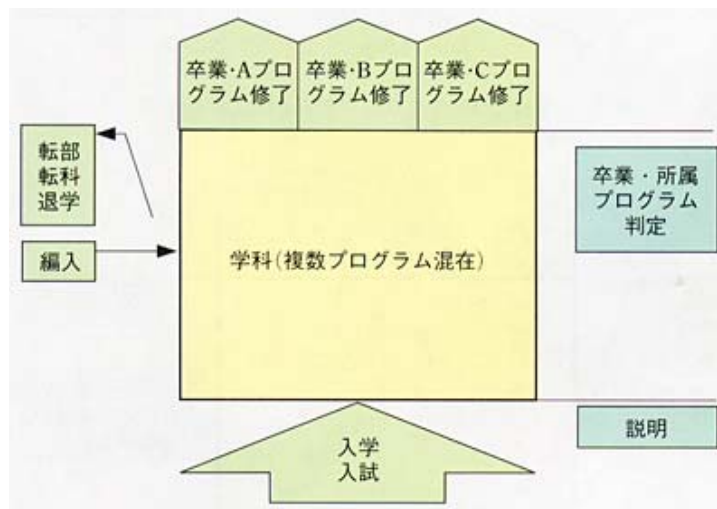 卒業·Aプロ
グラム修了
卒業·Bプロ
グラム修了
卒業·Cプロ
グラム修了
転部
転科
退学
卒業・所属
プログラム
判定
編入
学科(複数プログラム混在)
説明
入学
入試